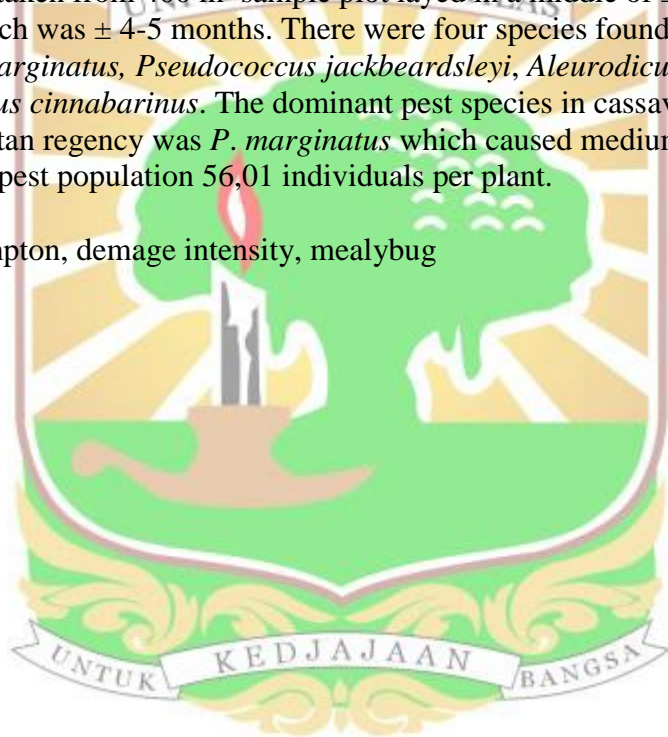 ch was ± 4-5 months. There were four species found
arginatus, Pseudococcus jackbeardsleyi, Aleurodicu
us cinnabarinus. The dominant pest species in cassav
tan regency was P. marginatus which caused medium
pest population 56,01 individuals per plant.
pton, demage intensity, mealybug
UNTUK KEDJAJAAN BANGSA